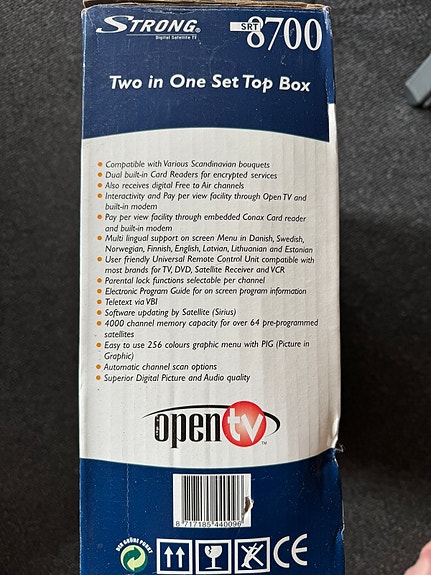 STRONG®
Digital Satellite TV
SRT 8700
Two in One Set Top Box
Compatible with Various Scandinavian bouquets
Dual built-in Card Readers for encrypted services
Also receives digital Free to Air channels
Interactivity and Pay per view facility through Open TV and
built-in modem
Pay per view facility through embedded Conax Card reader
and built-in modem
Multi lingual support on screen Menu in Danish, Swedish,
Norwegian, Finnish, English, Latvian, Lithuanian and Estonian
User friendly Universal Remote Control Unit compatible with
most brands for TV, DVD, Satellite Receiver and VCR
Parental lock functions selectable per channel
Electronic Program Guide for on screen program information
Teletext via VBI
Software updating by Satellite (Sirius)
4000 channel memory capacity for over 64 pre-programmed
satellites
Easy to use 256 colours graphic menu with PIG (Picture in
Graphic)
Automatic channel scan options
Superior Digital Picture and Audio quality
opentv™
8 717185 440096
DER GRÜNE PUNKT
CE